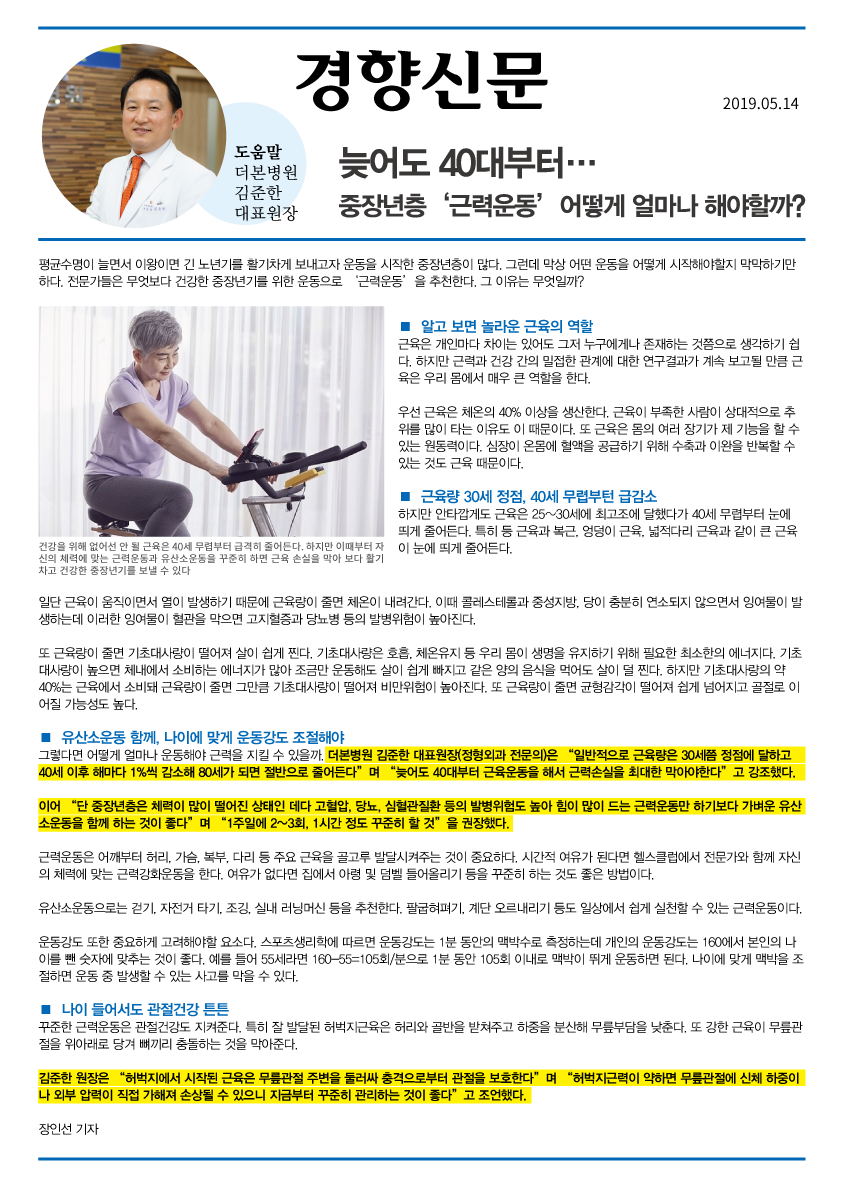 경향신문
2019.05.14
도움말
더본병원
김준한
대표원장
늦어도 40대부터…
중장년층 ‘근력운동’ 어떻게 얼마나 해야할까?
평균수명이 늘면서 이왕이면 긴 노년기를 활기차게 보내고자 운동을 시작한 중장년층이 많다. 그런데 막상 어떤 운동을 어떻게 시작해야할지 막막하기만
하다. 전문가들은 무엇보다 건강한 중장년기를 위한 운동으로 ‘근력운동’을 추천한다. 그 이유는 무엇일까?
■ 알고 보면 놀라운 근육의 역할
근육은 개인마다 차이는 있어도 그저 누구에게나 존재하는 것쯤으로 생각하기 쉽
다. 하지만 근력과 건강 간의 밀접한 관계에 대한 연구결과가 계속 보고될 만큼 근
육은 우리 몸에서 매우 큰 역할을 한다.
우선 근육은 체온의 40% 이상을 생산한다. 근육이 부족한 사람이 상대적으로 추
위를 많이 타는 이유도 이 때문이다. 또 근육은 몸의 여러 장기가 제 기능을 할 수
있는 원동력이다. 심장이 온몸에 혈액을 공급하기 위해 수축과 이완을 반복할 수
있는 것도 근육 때문이다.
■ 근육량 30세 정점, 40세 무렵부턴 급감소
하지만 안타깝게도 근육은 25~30세에 최고조에 달했다가 40세 무렵부터 눈에
띄게 줄어든다. 특히 등 근육과 복근, 엉덩이 근육, 넓적다리 근육과 같이 큰 근육
이 눈에 띄게 줄어든다.
건강을 위해 없어선 안 될 근육은 40세 무렵부터 급격히 줄어든다. 하지만 이때부터 자
신의 체력에 맞는 근력운동과 유산소운동을 꾸준히 하면 근육 손실을 막아 보다 활기
차고 건강한 중장년기를 보낼 수 있다
일단 근육이 움직이면서 열이 발생하기 때문에 근육량이 줄면 체온이 내려간다. 이때 콜레스테롤과 중성지방, 당이 충분히 연소되지 않으면서 잉여물이 발
생하는데 이러한 잉여물이 혈관을 막으면 고지혈증과 당뇨병 등의 발병위험이 높아진다.
또 근육량이 줄면 기초대사량이 떨어져 살이 쉽게 찐다. 기초대사량은 호흡, 체온유지 등 우리 몸이 생명을 유지하기 위해 필요한 최소한의 에너지다. 기초
대사량이 높으면 체내에서 소비하는 에너지가 많아 조금만 운동해도 살이 쉽게 빠지고 같은 양의 음식을 먹어도 살이 덜 찐다. 하지만 기초대사량의 약
40%는 근육에서 소비돼 근육량이 줄면 그만큼 기초대사량이 떨어져 비만위험이 높아진다. 또 근육량이 줄면 균형감각이 떨어져 쉽게 넘어지고 골절로 이
어질 가능성도 높다.
■ 유산소운동 함께, 나이에 맞게 운동강도 조절해야
그렇다면 어떻게 얼마나 운동해야 근력을 지킬 수 있을까. 더본병원 김준한 대표원장(정형외과 전문의)은 “일반적으로 근육량은 30세쯤 정점에 달하고
40세 이후 해마다 1%씩 감소해 80세가 되면 절반으로 줄어든다”며 “늦어도 40대부터 근육운동을 해서 근력손실을 최대한 막아야한다”고 강조했다.
이어 “단 중장년층은 체력이 많이 떨어진 상태인 데다 고혈압, 당뇨, 심혈관질환 등의 발병위험도 높아 힘이 많이 드는 근력운동만 하기보다 가벼운 유산
소운동을 함께 하는 것이 좋다”며 “1주일에 2~3회, 1시간 정도 꾸준히 할 것”을 권장했다.
근력운동은 어깨부터 허리, 가슴, 복부, 다리 등 주요 근육을 골고루 발달시켜주는 것이 중요하다. 시간적 여유가 된다면 헬스클럽에서 전문가와 함께 자신
의 체력에 맞는 근력강화운동을 한다. 여유가 없다면 집에서 아령 및 덤벨 들어올리기 등을 꾸준히 하는 것도 좋은 방법이다.
유산소운동으로는 걷기, 자전거 타기, 조깅, 실내 러닝머신 등을 추천한다. 팔굽혀펴기, 계단 오르내리기 등도 일상에서 쉽게 실천할 수 있는 근력운동이다.
운동강도 또한 중요하게 고려해야할 요소다. 스포츠생리학에 따르면 운동강도는 1분 동안의 맥박수로 측정하는데 개인의 운동강도는 160에서 본인의 나
이를 뺀 숫자에 맞추는 것이 좋다. 예를 들어 55세라면 160-55=105회/분으로 1분 동안 105회 이내로 맥박이 뛰게 운동하면 된다. 나이에 맞게 맥박을 조
절하면 운동 중 발생할 수 있는 사고를 막을 수 있다.
■ 나이 들어서도 관절건강 튼튼
꾸준한 근력운동은 관절건강도 지켜준다. 특히 잘 발달된 허벅지근육은 허리와 골반을 받쳐주고 하중을 분산해 무릎부담을 낮춘다. 또 강한 근육이 무릎관
절을 위아래로 당겨 뼈끼리 충돌하는 것을 막아준다.
김준한 원장은 “허벅지에서 시작된 근육은 무릎관절 주변을 둘러싸 충격으로부터 관절을 보호한다”며 “허벅지근력이 약하면 무릎관절에 신체 하중이
나 외부 압력이 직접 가해져 손상될 수 있으니 지금부터 꾸준히 관리하는 것이 좋다”고 조언했다.
장인선 기자